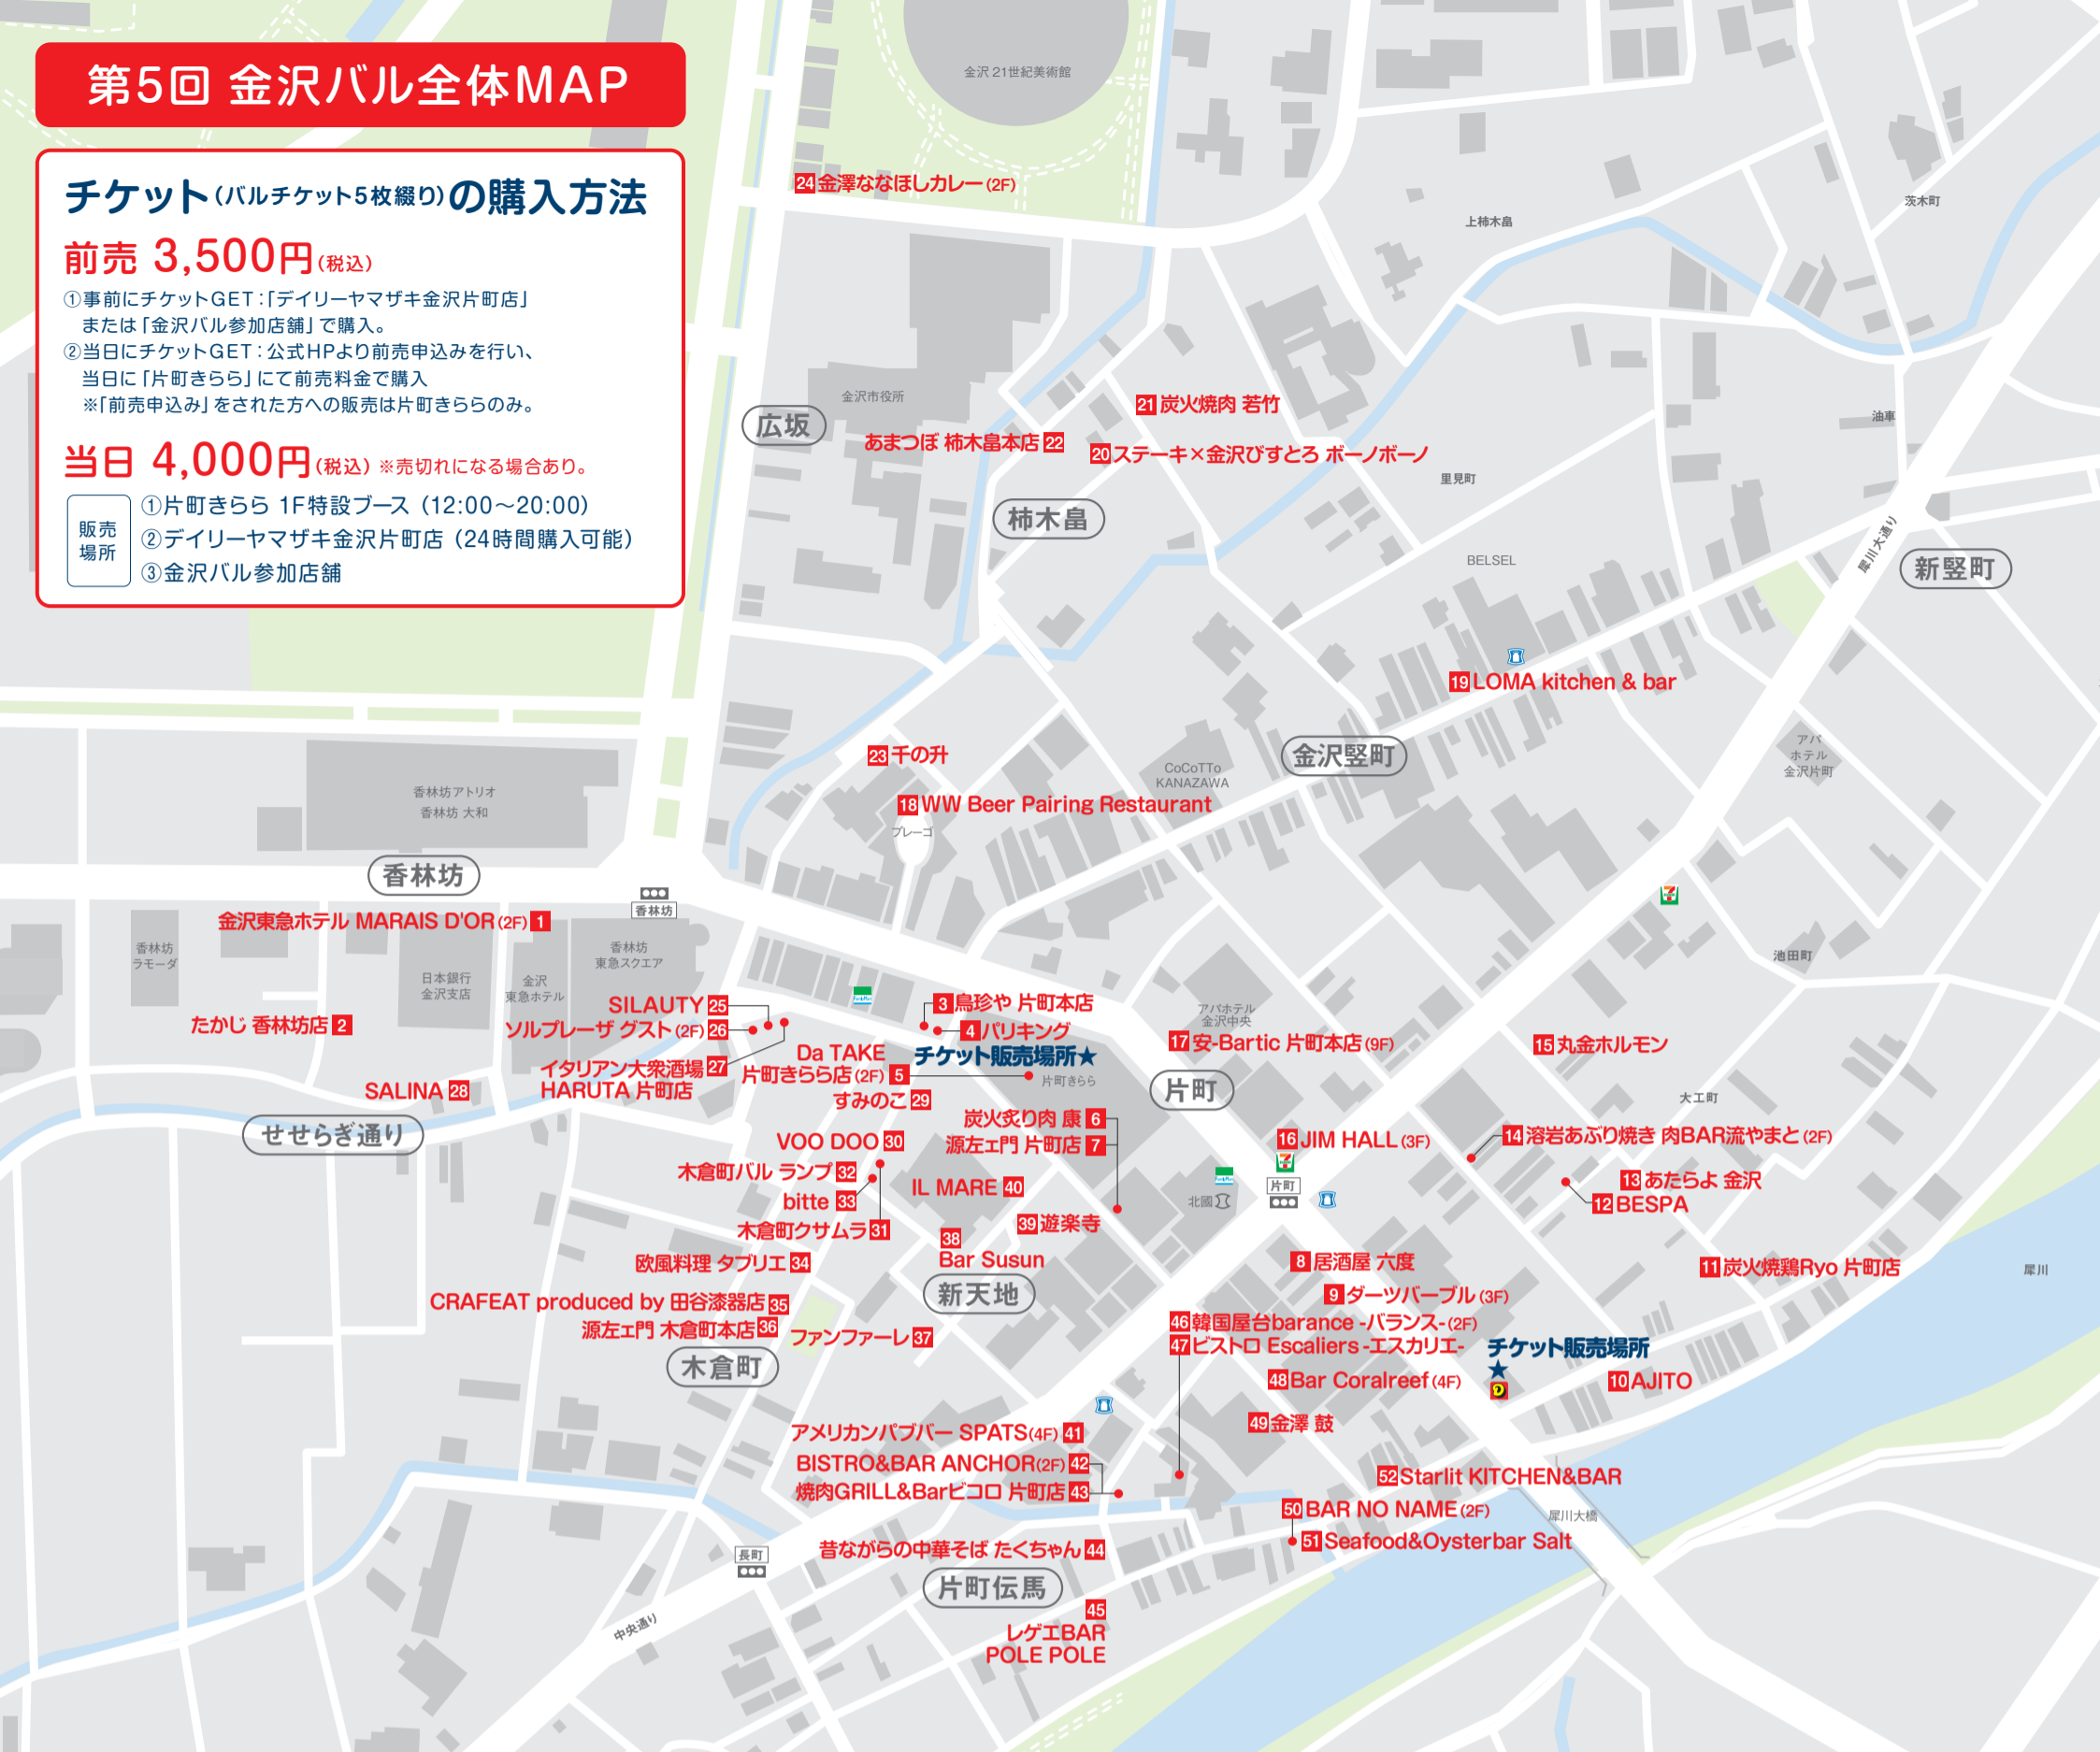 第5回 金沢バル全体MAP
チケット(バルチケット5枚綴り)の購入方法
前売 3,500円(税込)
①事前にチケットGET:「デイリーヤマザキ金沢片町店」
または「金沢バル参加店舗」で購入。
②当日にチケットGET:公式HPより前売申込みを行い、
当日に「片町きらら」にて前売料金で購入
※「前売申込み」をされた方への販売は片町きららのみ。
当日 4,000円(税込) ※売切れになる場合あり。
販売
場所
①片町きらら 1F特設ブース (12:00〜20:00)
②デイリーヤマザキ金沢片町店 (24時間購入可能)
③金沢バル参加店舗
金沢21世紀美術館
24 金澤ななほしカレー(2F)
上柿木畠
茨木町
金沢市役所
広坂
21 炭火焼肉 若竹
油車
あまつぼ 柿木畠本店 22
20 ステーキ×金沢びすとろ ボーノボーノ
里見町
柿木畠
犀川大通り
BELSEL
新竪町
19 LOMA kitchen & bar
23 千の升
金沢竪町
アパ
ホテル
金沢片町
CoCoTTo
KANAZAWA
香林坊アトリオ
香林坊 大和
18 WW Beer Pairing Restaurant
プレーゴ
香林坊
香林坊
金沢東急ホテル MARAIS D'OR(2F) 1
香林坊
ラモーダ
香林坊
東急スクエア
池田町
日本銀行
金沢支店
金沢
東急ホテル
SILAUTY 25
3 鳥珍や 片町本店
アパホテル
金沢中央
たかじ 香林坊店 2
ソルプレーザ グスト(2F) 26
4 パリキング
17 安-Bartic 片町本店(9F)
15 丸金ホルモン
Da TAKE
片町きらら店(2F) 5
チケット販売場所★
片町きらら
イタリアン大衆酒場 27
HARUTA 片町店
SALINA 28
すみのこ 29
片町
大工町
せせらぎ通り
炭火炙り肉 康 6
VOO DOO 30
源左ェ門 片町店 7
16 JIM HALL(3F)
14 溶岩あぶり焼き 肉BAR流やまと(2F)
木倉町バル ランプ 32
13 あたらよ 金沢
IL MARE 40
片町
北國
bitte 33
12 BESPA
木倉町クサムラ 31
39 遊楽寺
38
Bar Susun
欧風料理 タブリエ 34
8 居酒屋 六度
11 炭火焼鶏Ryo 片町店
犀川
新天地
9 ダーツバーブル(3F)
CRAFEAT produced by 田谷漆器店 35
源左ェ門 木倉町本店 36
ファンファーレ 37
46 韓国屋台barance -バランス-(2F)
47 ビストロ Escaliers -エスカリエ-
チケット販売場所
★
木倉町
48 Bar Coralreef(4F)
10 AJITO
49 金澤 鼓
アメリカンパブバー SPATS(4F) 41
BISTRO&BAR ANCHOR(2F) 42
焼肉GRILL&Barビコロ 片町店 43
52 Starlit KITCHEN&BAR
50 BAR NO NAME(2F)
犀川大橋
51 Seafood&Oysterbar Salt
長町
昔ながらの中華そば たくちゃん 44
片町伝馬
中央通り
45
レゲエBAR
POLE POLE